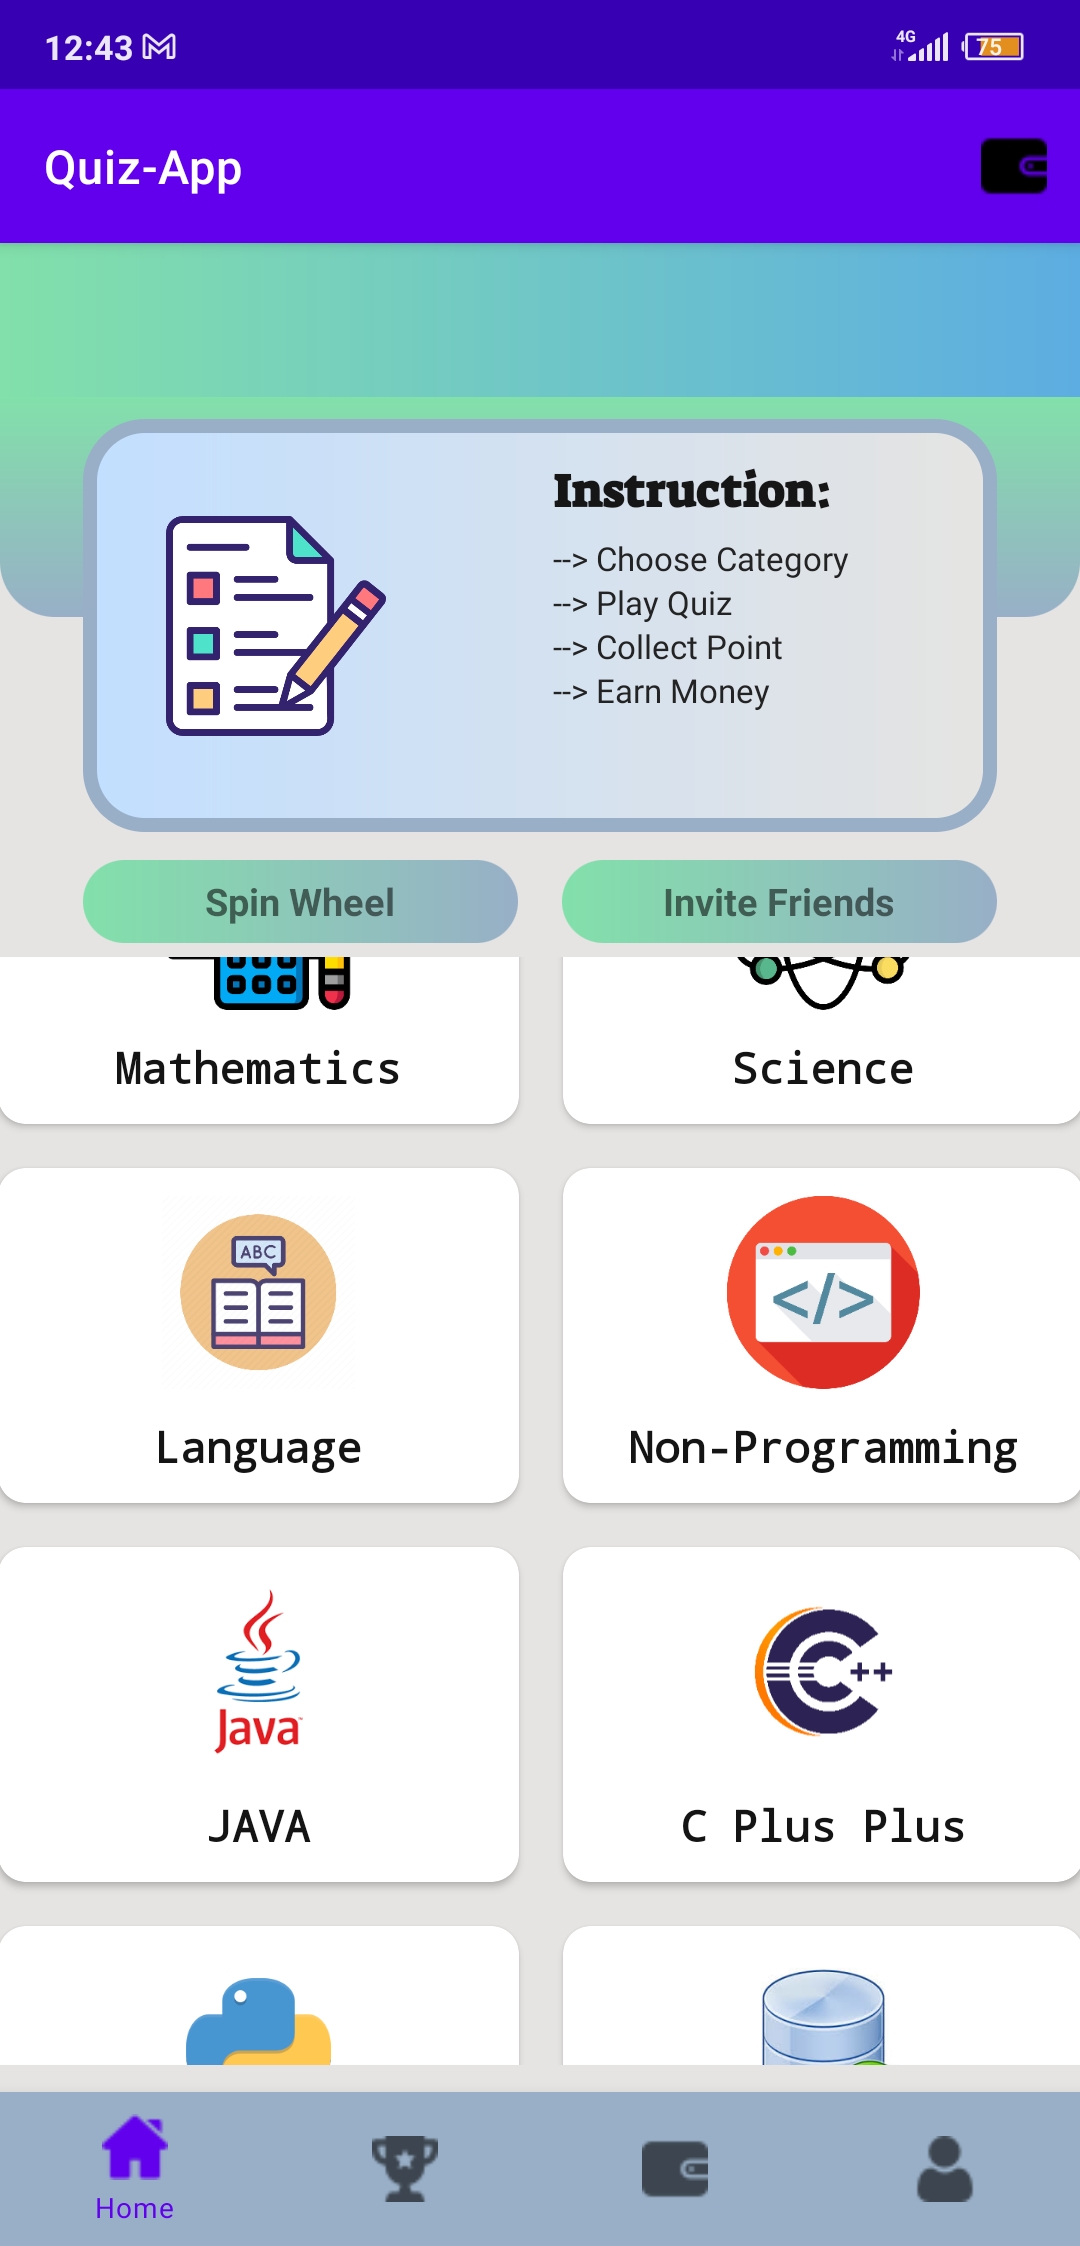 12:43
4G
75
Quiz-App
Instruction:
--> Choose Category
--> Play Quiz
--> Collect Point
--> Earn Money
Spin Wheel
Invite Friends
Mathematics
Science
ABC
</>
Language
Non-Programming
Java
C++
JAVA
C Plus Plus
Home